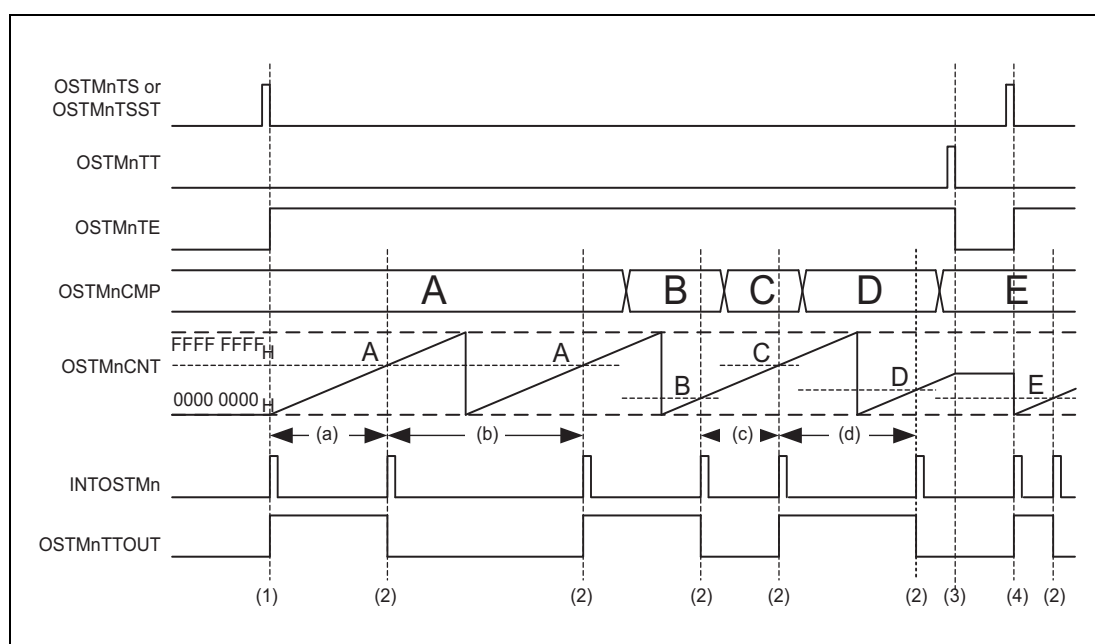 OSTMnTS or
OSTMnTSST
OSTMnTT
OSTMnTE
OSTMnCMP
A
B
C
D
E
FFFF FFFFH
OSTMnCNT
A
A
B
C
D
E
0000 0000H
(a)
(b)
(c)
(d)
INTOSTMn
OSTMnTTOUT
(1)
(2)
(2)
(2)
(2)
(2)
(3)
(4)
(2)